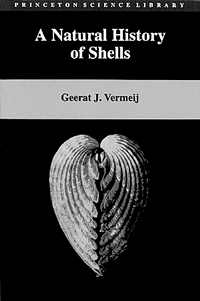 PRINCETON SCIENCE LIBRARY
A Natural History
of Shells
Geerat J. Vermeij